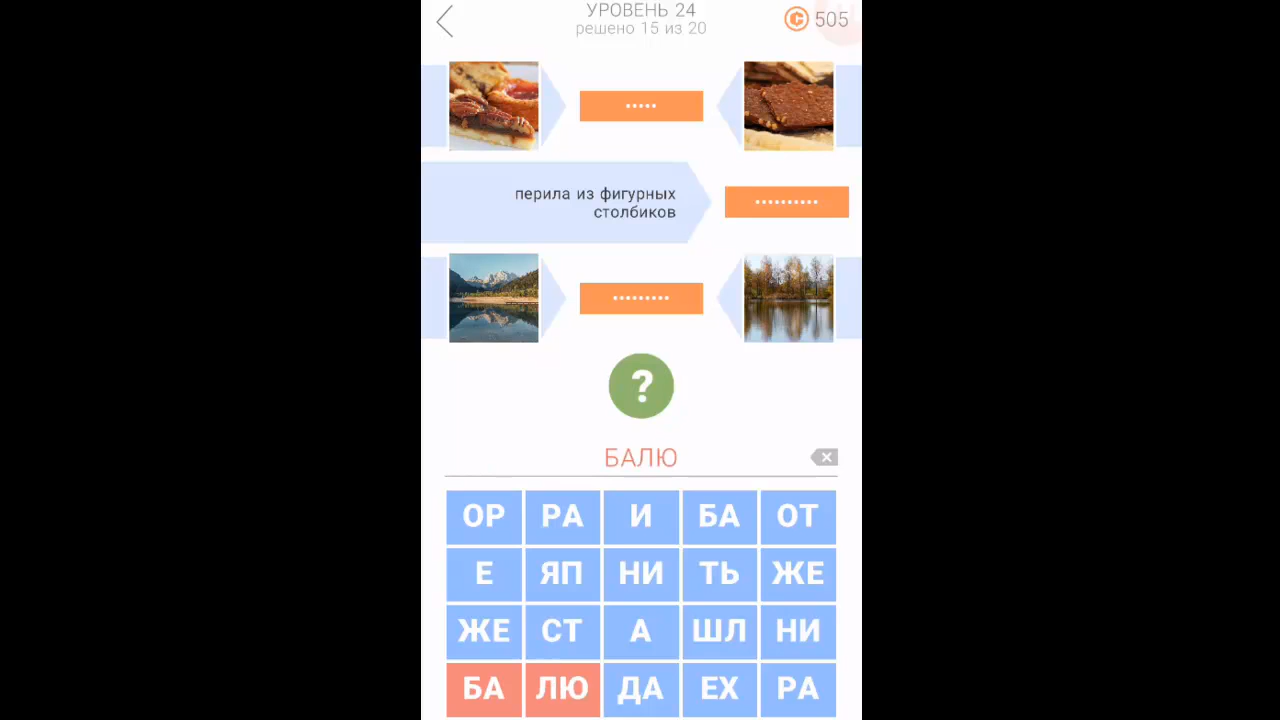 УРОВЕНЬ 24
решено 15 из 20
505
•••••
перила из фигурных
столбиков
••••••••••
•••••••••
?
БАЛЮ
ОР РА И БА ОТ
Е ЯП НИ ТЬ ЖЕ
ЖЕ СТ А ШЛ НИ
БА ЛЮ ДА ЕХ РА